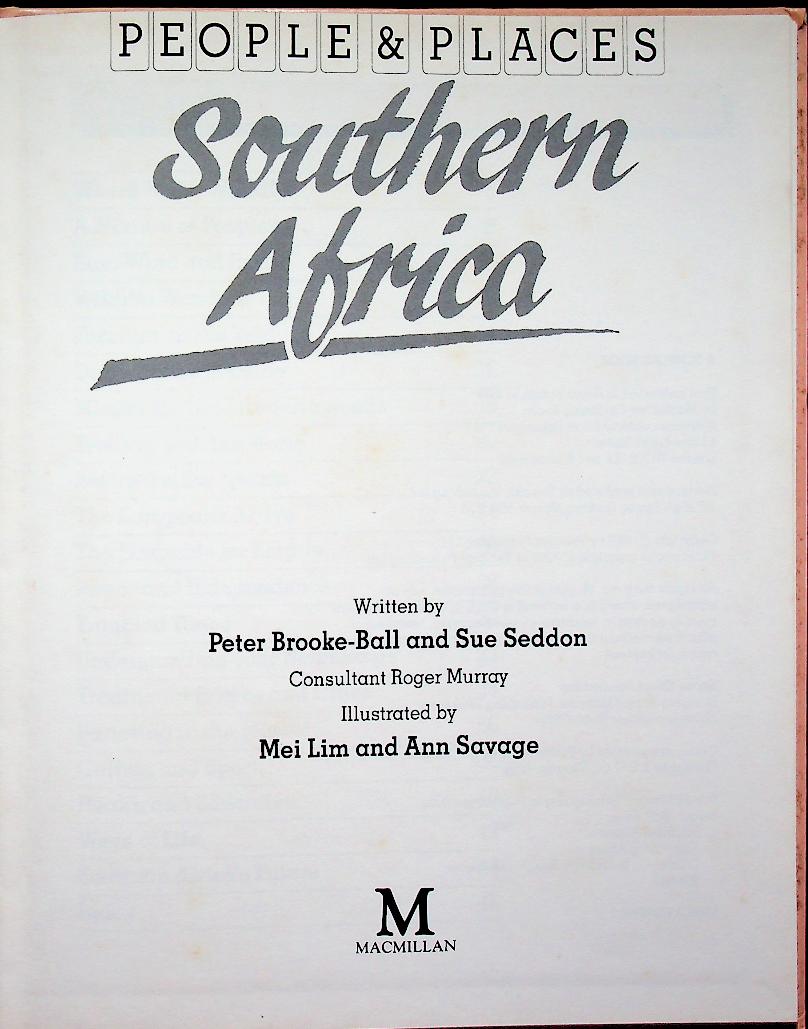 PEOPLE & PLACES
Southern
Africa
Written by
Peter Brooke-Ball and Sue Seddon
Consultant Roger Murray
Illustrated by
Mei Lim and Ann Savage
M
MACMILLAN